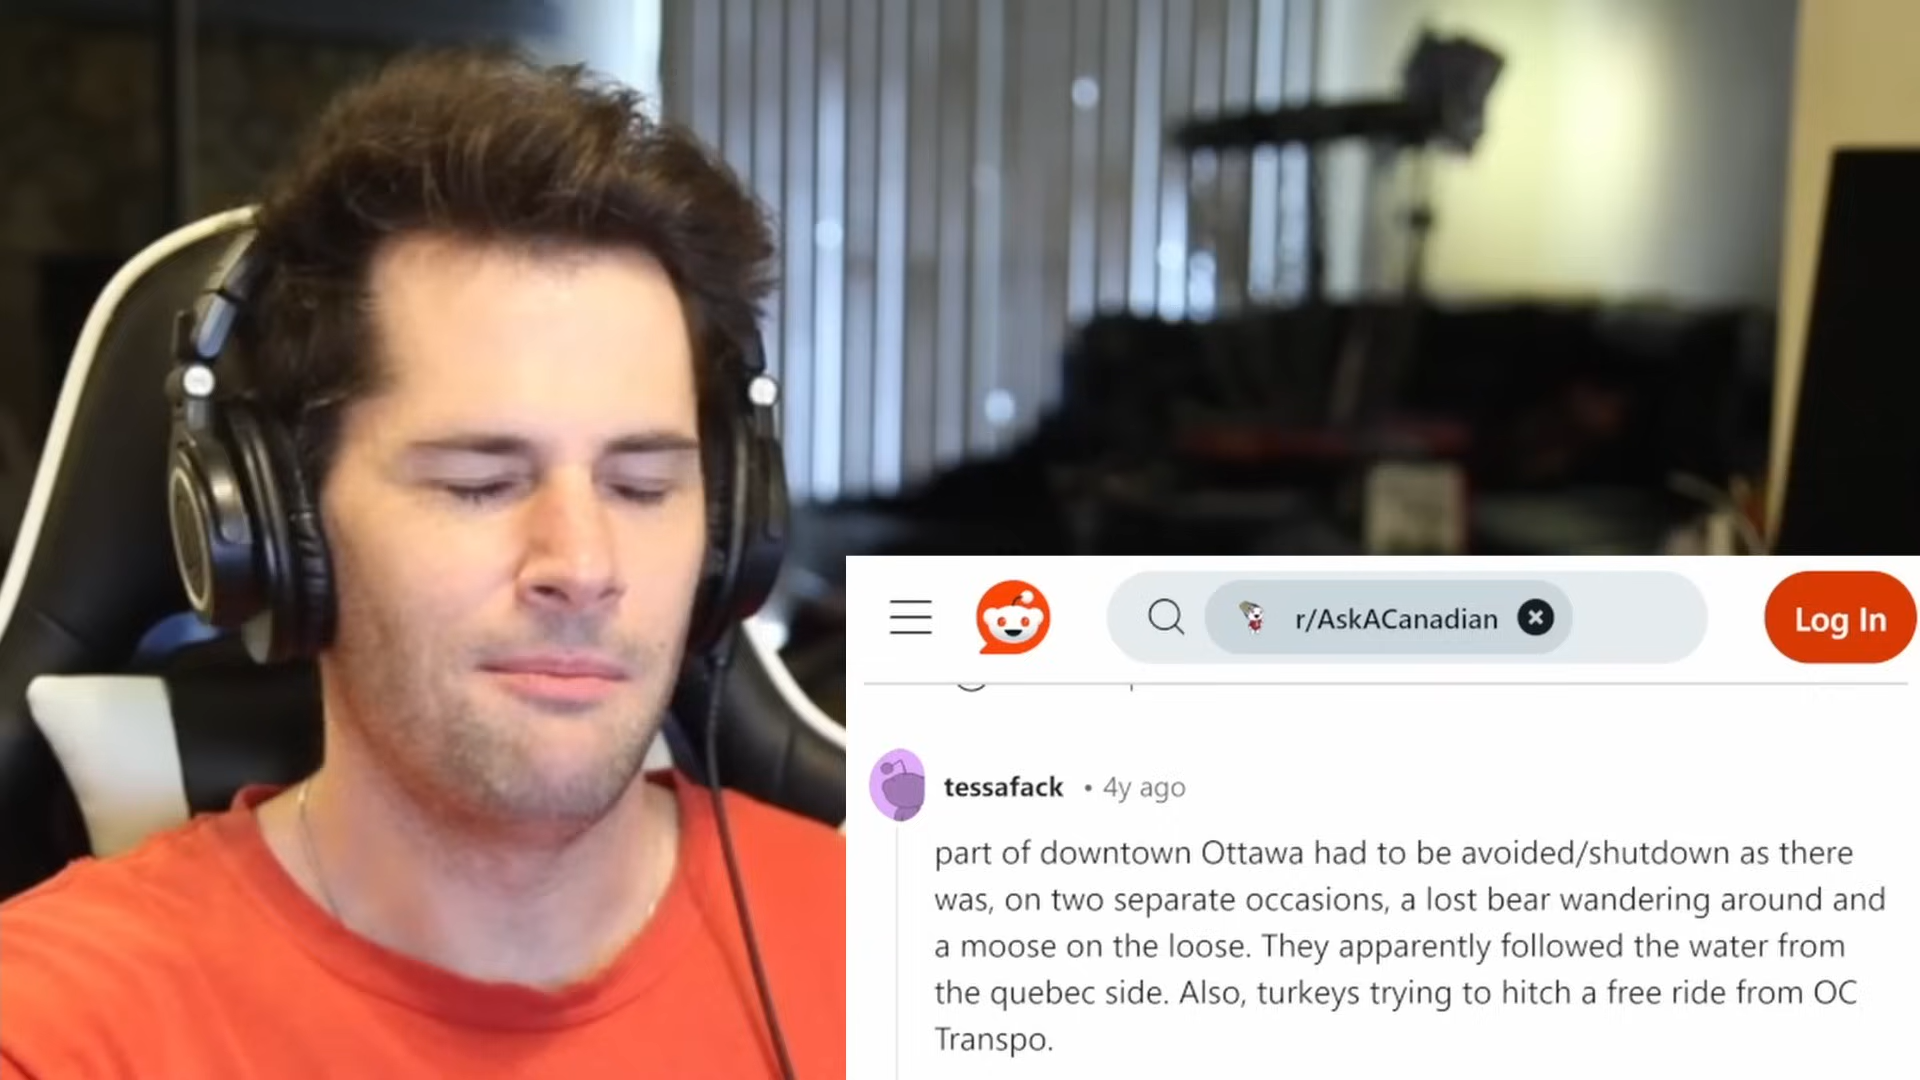 r/AskACanadian
Log In
tessafack • 4y ago
part of downtown Ottawa had to be avoided/shutdown as there
was, on two separate occasions, a lost bear wandering around and
a moose on the loose. They apparently followed the water from
the quebec side. Also, turkeys trying to hitch a free ride from OC
Transpo.